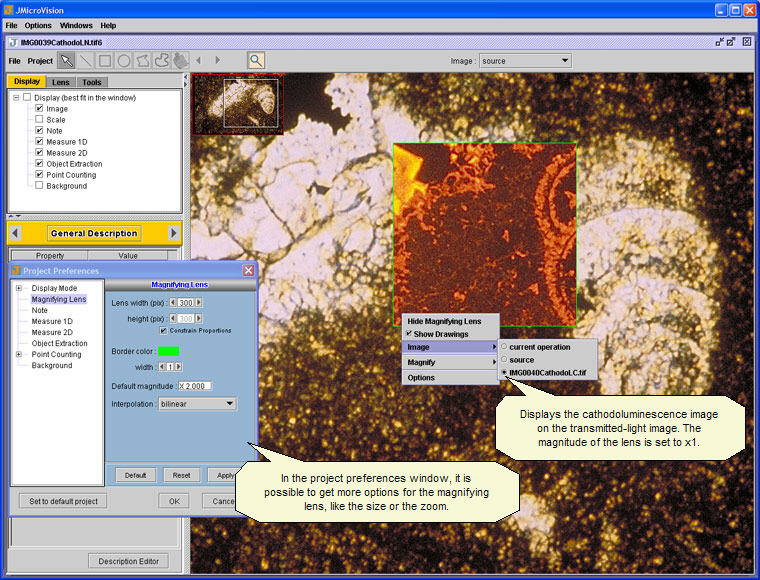 JMicroVision
File Options Windows Help
IMG0039CathodoLN.tif6
File Project
Image : source
Display Lens Tools
Display (best fit in the window)
Image
Scale
Note
Measure 1D
Measure 2D
Object Extraction
Point Counting
Background
General Description
Property Value
Project Preferences
Display Mode
Magnifying Lens
Note
Measure 1D
Measure 2D
Object Extraction
Point Counting
Background
Magnifying Lens
Lens width (pix) : 300
height (pix) : 300
Constrain Proportions
Border color :
width : 1
Default magnitude : X 2.000
Interpolation : bilinear
Default Reset Apply
Set to default project OK Cance
Description Editor
Hide Magnifying Lens
Show Drawings
Image
Magnify
Options
current operation
source
IMG0040CathodoLC.tif
Displays the cathodoluminescence image
on the transmitted-light image. The
magnitude of the lens is set to x1.
In the project preferences window, it is
possible to get more options for the magnifying
lens, like the size or the zoom.